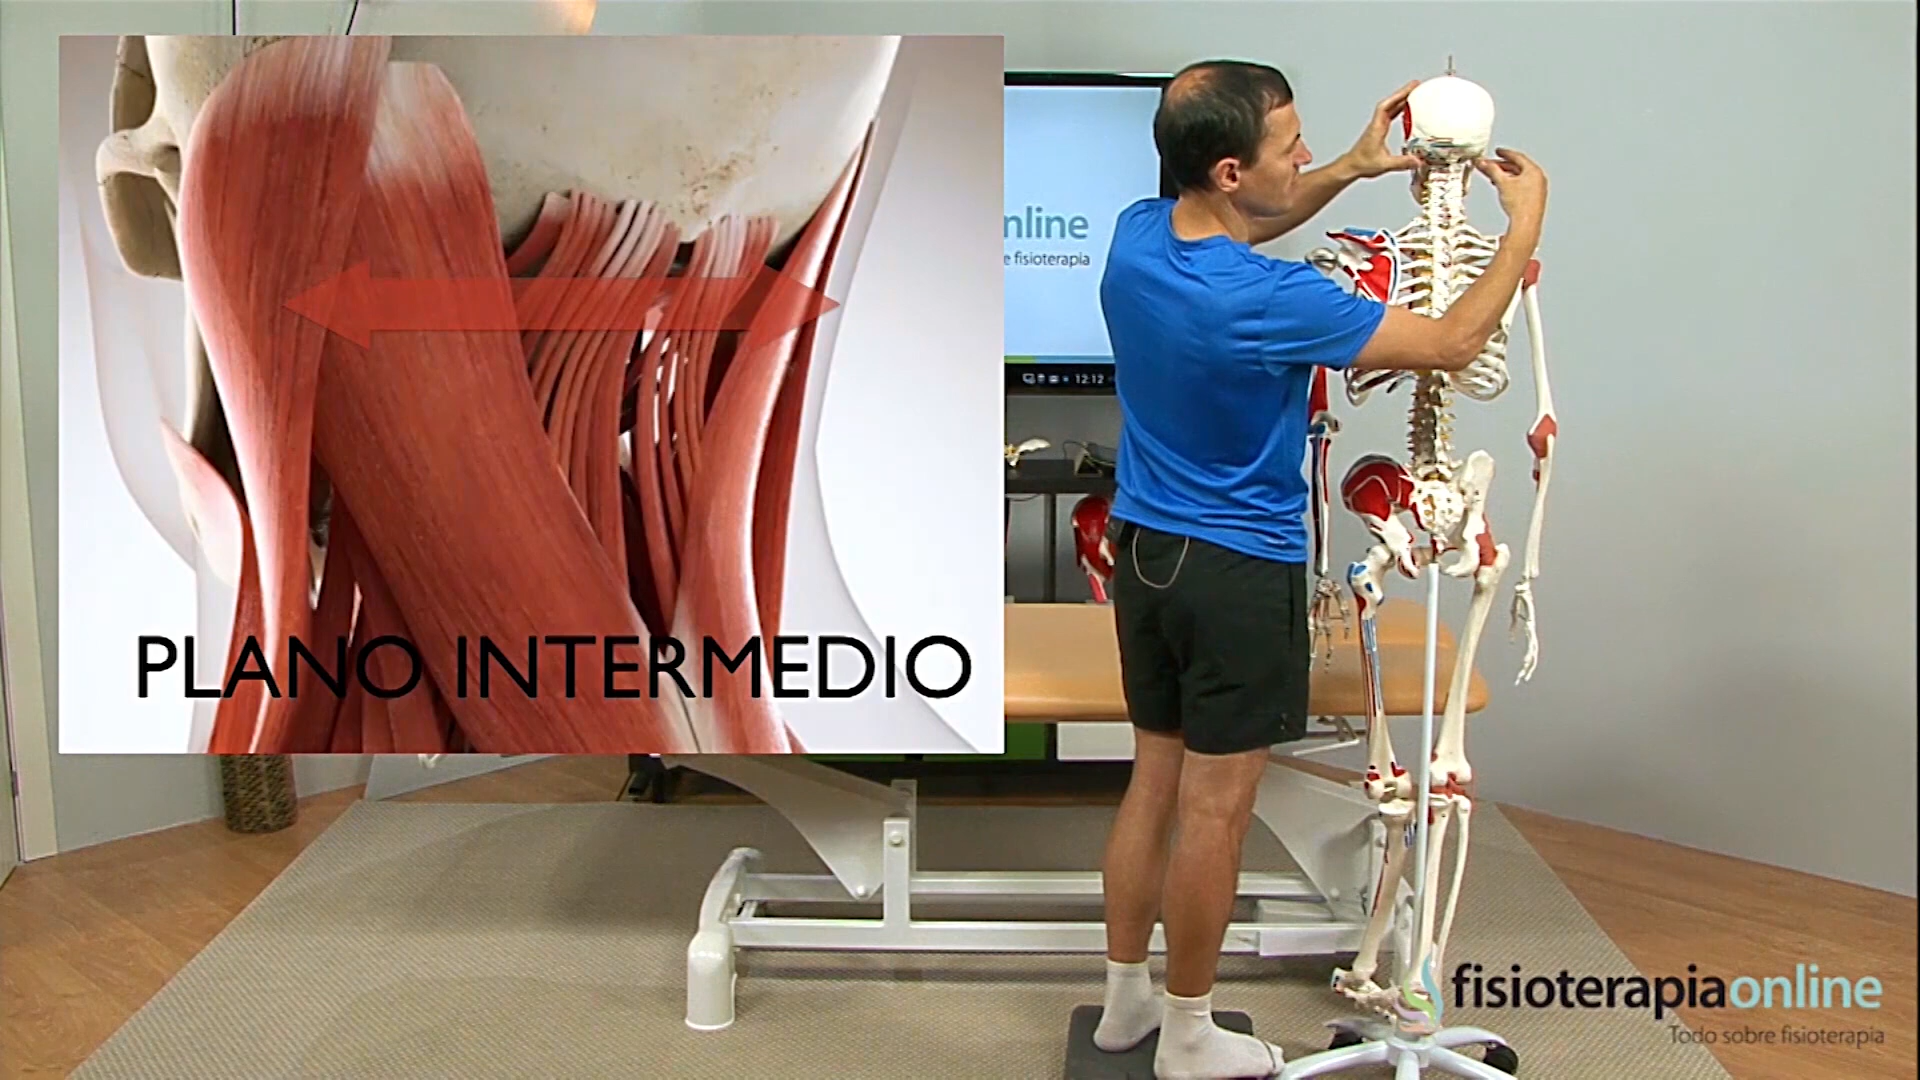 PLANO INTERMEDIO
nline
e fisioterapia
12:12
fisioterapiaonline
Todo sobre fisioterapia